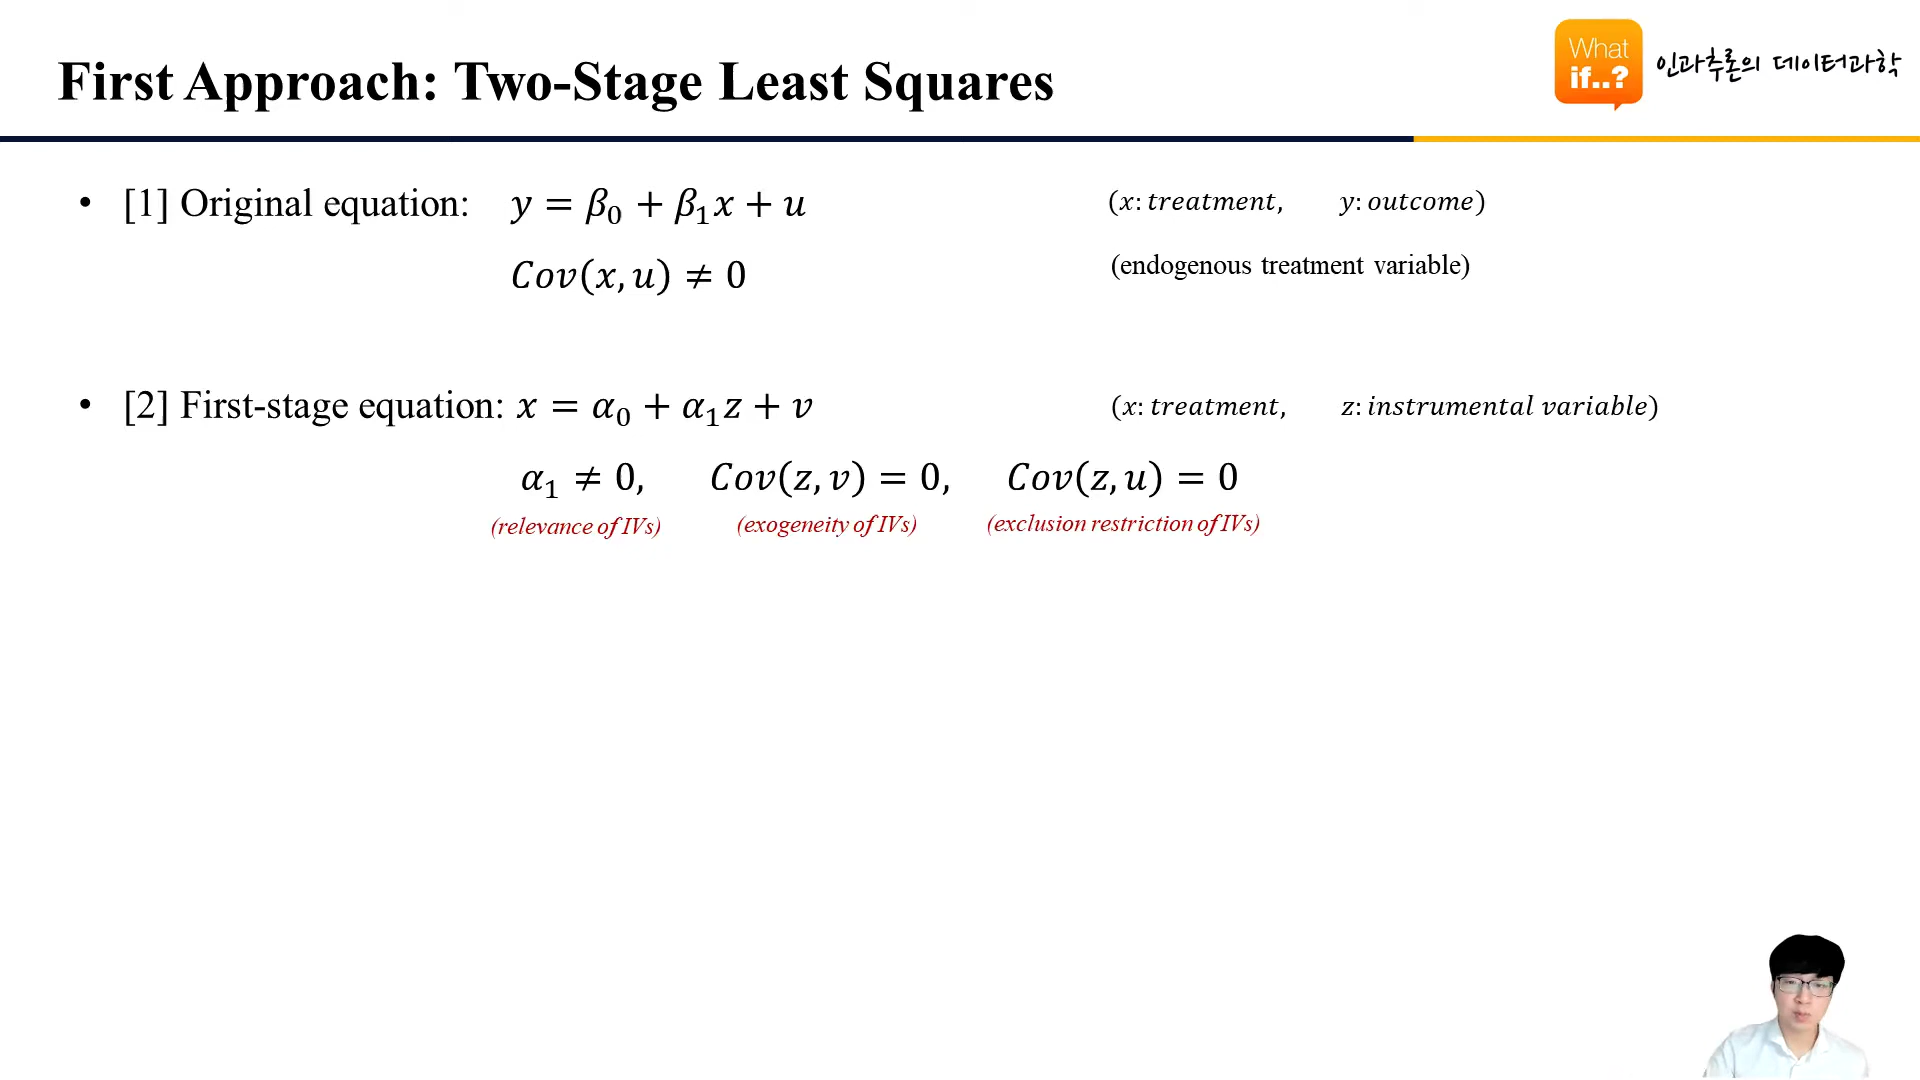 First Approach: Two-Stage Least Squares
What
if..?
인과추론의 데이터과학
• [1] Original equation: y = β₀ + β₁x + u (x: treatment, y: outcome)
Cov(x, u) ≠ 0 (endogenous treatment variable)
• [2] First-stage equation: x = α₀ + α₁z + v (x: treatment, z: instrumental variable)
α₁ ≠ 0, Cov(z, v) = 0, Cov(z, u) = 0
(relevance of IVs) (exogeneity of IVs) (exclusion restriction of IVs)